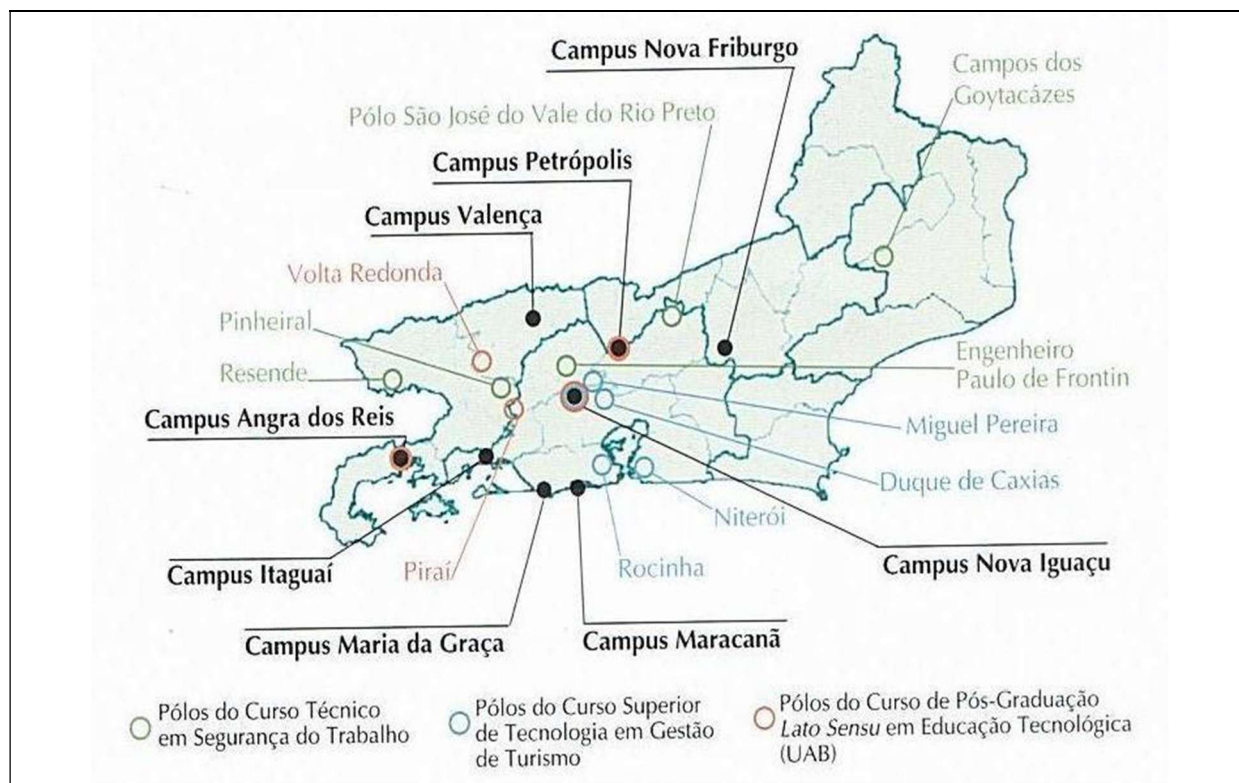 Campus Nova Friburgo
Campos dos
Goytacázes
Pólo São José do Vale do Rio Preto
Campus Petrópolis
Campus Valença
Volta Redonda
Pinheiral
Resende
Engenheiro
Paulo de Frontin
Campus Angra dos Reis
Miguel Pereira
Duque de Caxias
Niterói
Campus Itaguaí
Piraí
Rocinha
Campus Nova Iguaçu
Campus Maria da Graça
Campus Maracanã
Pólos do Curso Técnico
em Segurança do Trabalho
Pólos do Curso Superior
de Tecnologia em Gestão
de Turismo
Pólos do Curso de Pós-Graduação
Lato Sensu em Educação Tecnológica
(UAB)